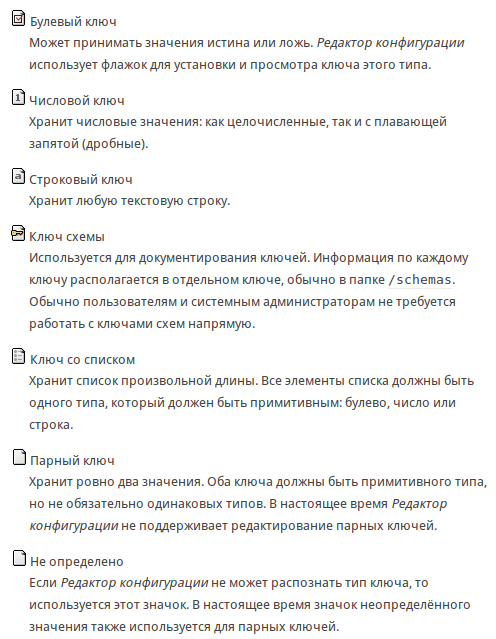 Булевый ключ
Может принимать значения истина или ложь. Редактор конфигурации
использует флажок для установки и просмотра ключа этого типа.
Числовой ключ
Хранит числовые значения: как целочисленные, так и с плавающей
запятой (дробные).
Строковый ключ
Хранит любую текстовую строку.
Ключ схемы
Используется для документирования ключей. Информация по каждому
ключу располагается в отдельном ключе, обычно в папке /schemas.
Обычно пользователям и системным администраторам не требуется
работать с ключами схем напрямую.
Ключ со списком
Хранит список произвольной длины. Все элементы списка должны быть
одного типа, который должен быть примитивным: булево, число или
строка.
Парный ключ
Хранит ровно два значения. Оба ключа должны быть примитивного типа,
но не обязательно одинаковых типов. В настоящее время Редактор
конфигурации не поддерживает редактирование парных ключей.
Не определено
Если Редактор конфигурации не может распознать тип ключа, то
используется этот значок. В настоящее время значок неопределённого
значения также используется для парных ключей.